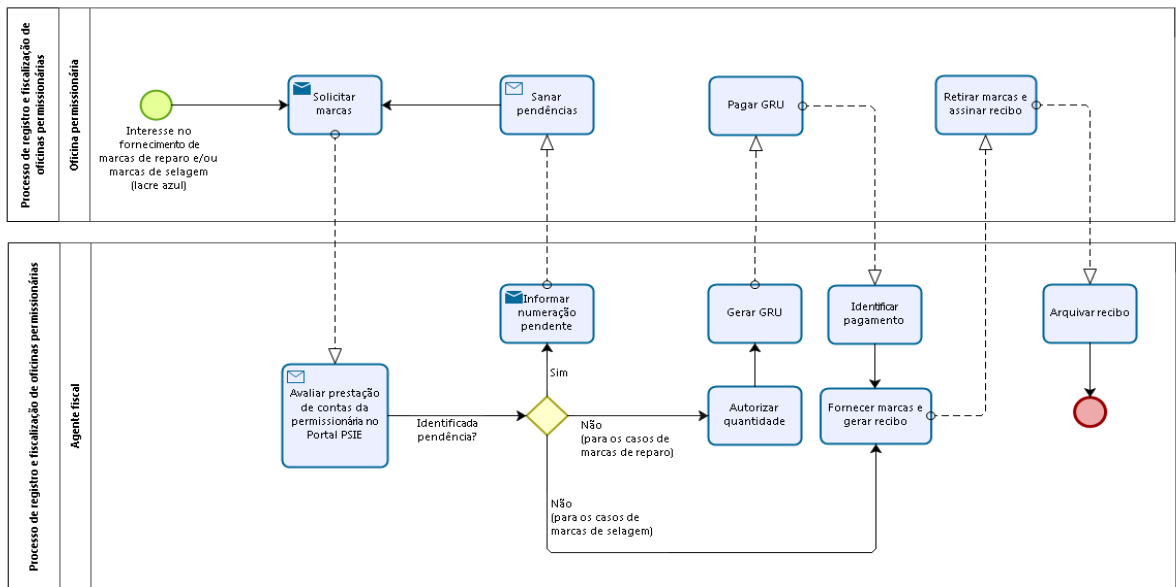 Processo de registro e fiscalização de
oficinas permissionárias
Oficina permissionária
Interesse no
fornecimento de
marcas de reparo e/ou
marcas de selagem
(lacre azul)
Solicitar
marcas
Sanar
pendências
Pagar GRU
Retirar marcas e
assinar recibo
Processo de registro e fiscalização de oficinas permissionárias
Agente fiscal
Avaliar prestação
de contas da
permissionária no
Portal PSIE
Identificada
pendência?
Informar
numeração
pendente
Sim
Não
(para os casos de
marcas de reparo)
Não
(para os casos de
marcas de selagem)
Gerar GRU
Autorizar
quantidade
Identificar
pagamento
Fornecer marcas e
gerar recibo
Arquivar recibo